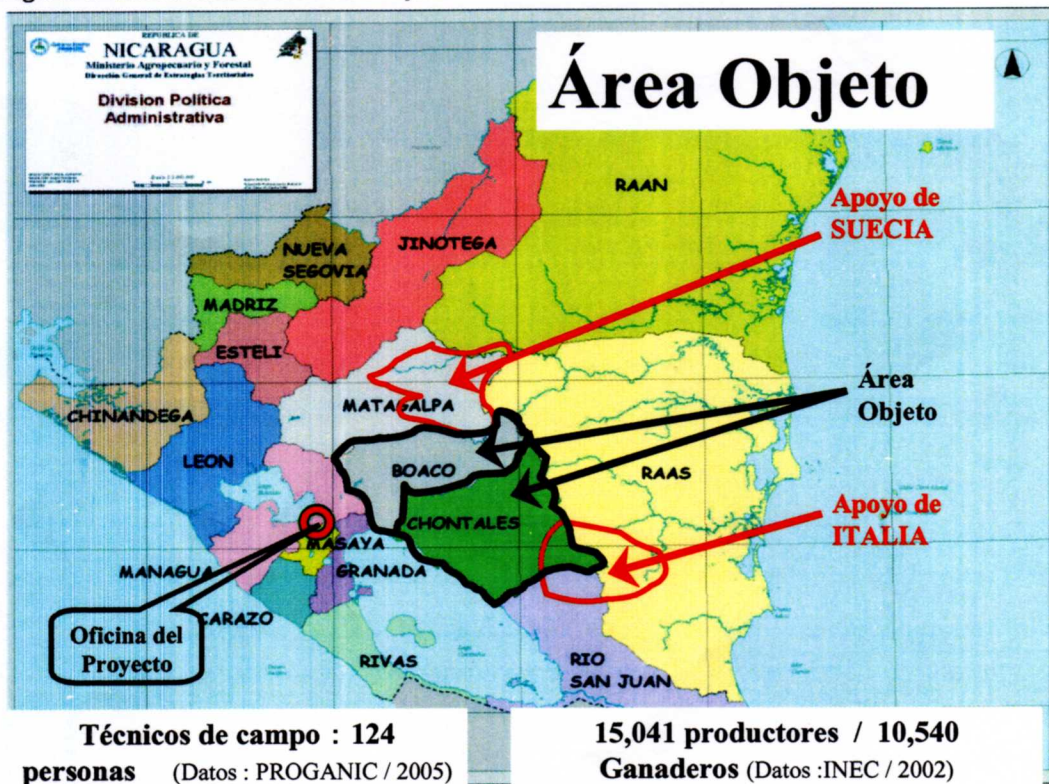 REPUBLICA DE
NICARAGUA
Ministerio Agropecuario y Forestal
Dirección General de Estrategias Territoriales
Division Política
Administrativa
Área Objeto
RAAN
Apoyo de
SUECIA
JINOTEGA
NUEVA
SEGOVIA
MADRIZ
ESTELI
CHINANDEGA
MATAGALPA
Área
Objeto
LEON
BOACO
RAAS
CHONTALES
Apoyo de
ITALIA
MASAYA
MANAGUA
GRANADA
CARAZO
Oficina del
Proyecto
RIVAS
RIO
SAN JUAN
Técnicos de campo : 124
personas (Datos : PROGANIC / 2005)
15,041 productores / 10,540
Ganaderos (Datos :INEC / 2002)